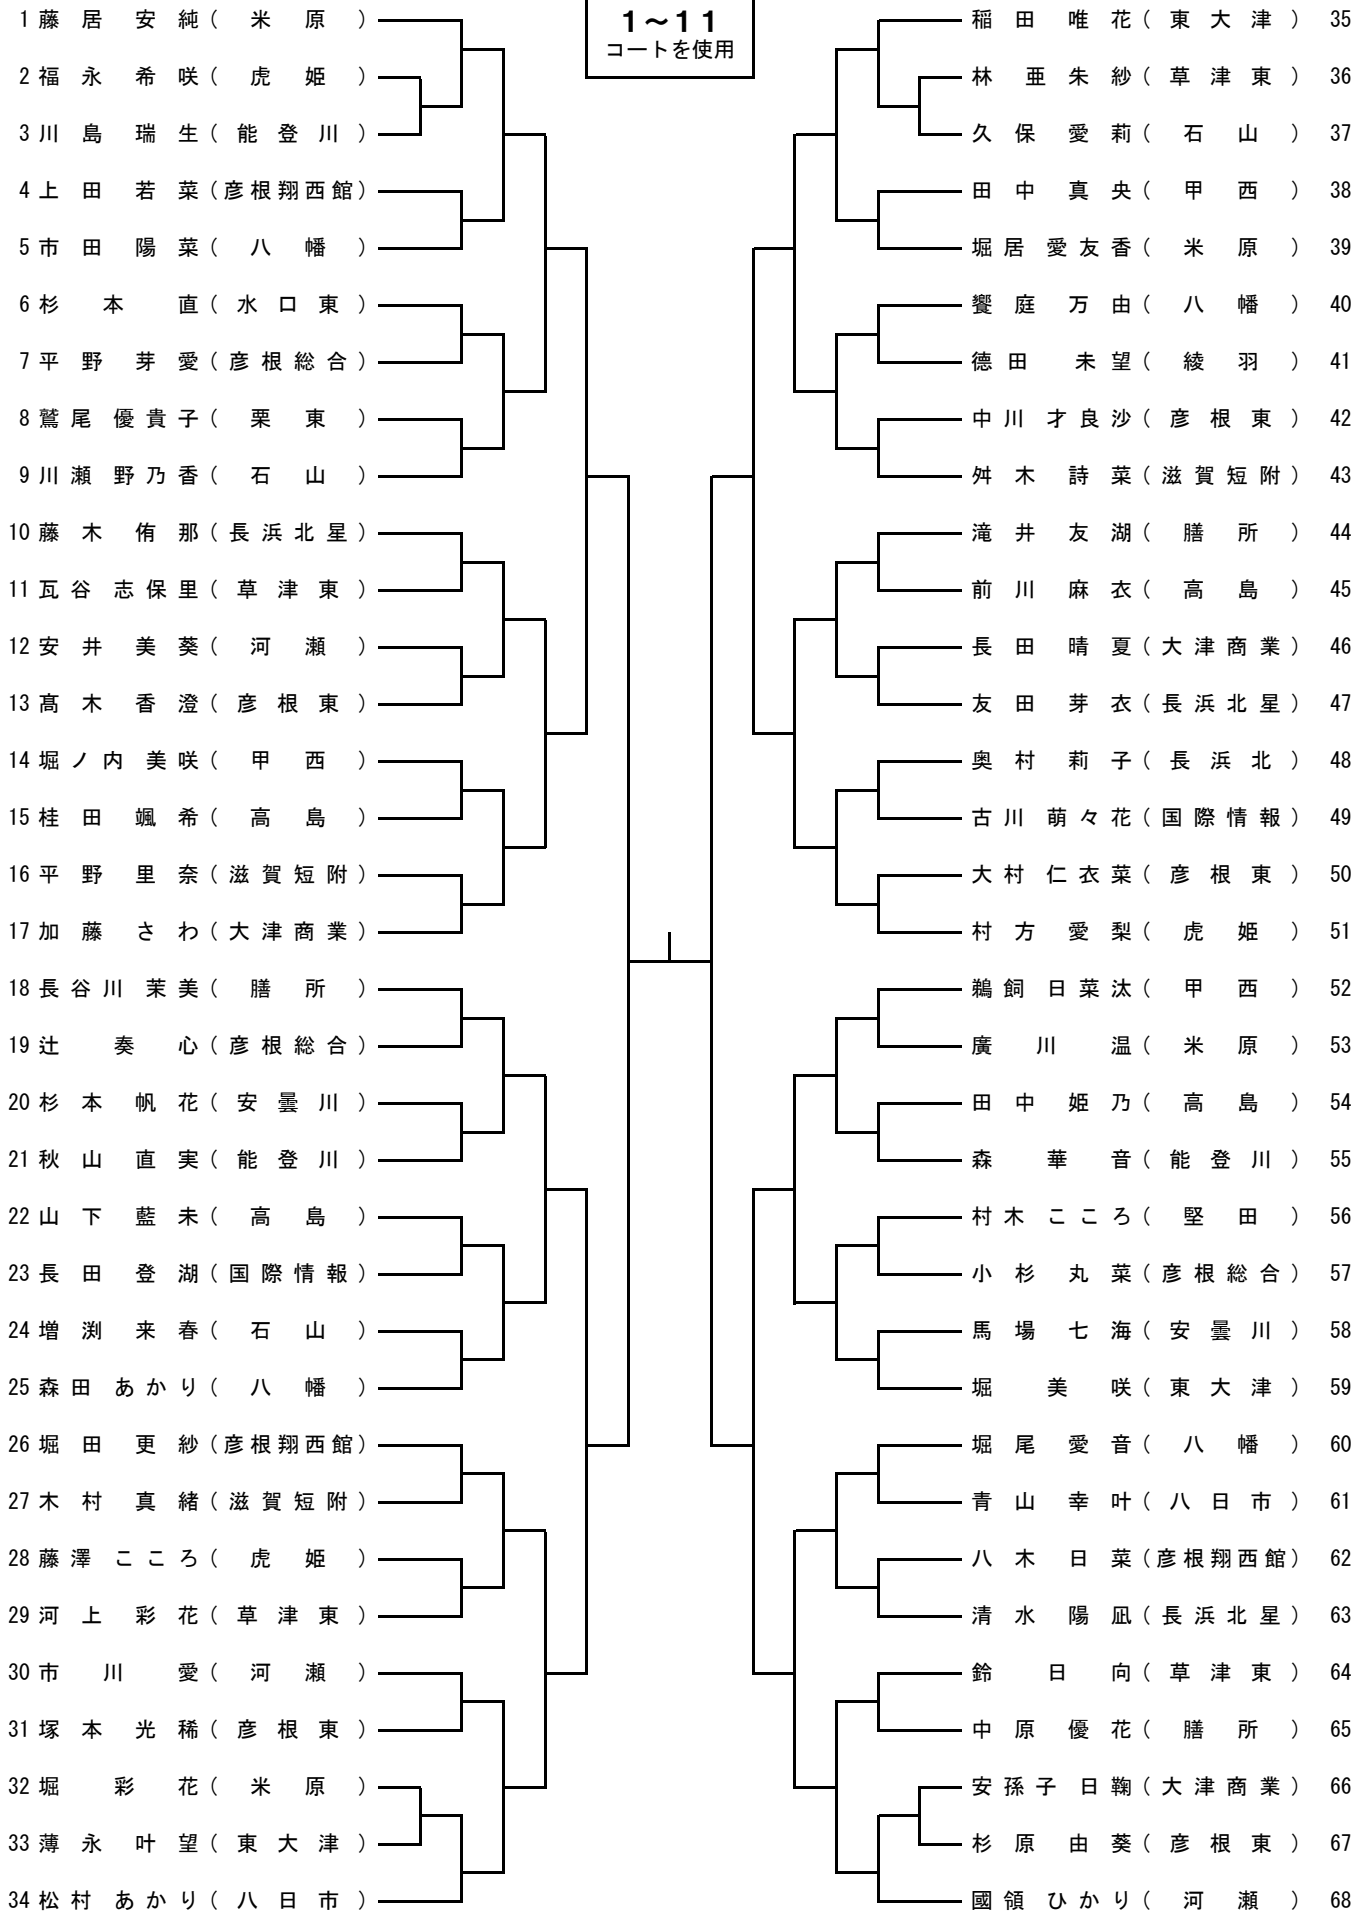 1～11
コートを使用
1 藤居安純（米原）
2 福永希咲（虎姫）
3 川島瑞生（能登川）
4 上田若菜（彦根翔西館）
5 市田陽菜（八幡）
6 杉本直（水口東）
7 平野芽愛（彦根総合）
8 鷲尾優貴子（栗東）
9 川瀬野乃香（石山）
10 藤木侑那（長浜北星）
11 瓦谷志保里（草津東）
12 安井美葵（河瀬）
13 髙木香澄（彦根東）
14 堀ノ内美咲（甲西）
15 桂田颯希（高島）
16 平野里奈（滋賀短附）
17 加藤さわ（大津商業）
18 長谷川茉美（膳所）
19 辻奏心（彦根総合）
20 杉本帆花（安曇川）
21 秋山直実（能登川）
22 山下藍未（高島）
23 長田登湖（国際情報）
24 増渕来春（石山）
25 森田あかり（八幡）
26 堀田更紗（彦根翔西館）
27 木村真緒（滋賀短附）
28 藤澤こころ（虎姫）
29 河上彩花（草津東）
30 市川愛（河瀬）
31 塚本光稀（彦根東）
32 堀彩花（米原）
33 薄永叶望（東大津）
34 松村あかり（八日市）
稲田唯花（東大津） 35
林亜朱紗（草津東） 36
久保愛莉（石山） 37
田中真央（甲西） 38
堀居愛友香（米原） 39
饗庭万由（八幡） 40
德田未望（綾羽） 41
中川才良沙（彦根東） 42
舛木詩菜（滋賀短附） 43
滝井友湖（膳所） 44
前川麻衣（高島） 45
長田晴夏（大津商業） 46
友田芽衣（長浜北星） 47
奥村莉子（長浜北） 48
古川萌々花（国際情報） 49
大村仁衣菜（彦根東） 50
村方愛梨（虎姫） 51
鵜飼日菜汰（甲西） 52
廣川温（米原） 53
田中姫乃（高島） 54
森華音（能登川） 55
村木こころ（堅田） 56
小杉丸菜（彦根総合） 57
馬場七海（安曇川） 58
堀美咲（東大津） 59
堀尾愛音（八幡） 60
青山幸叶（八日市） 61
八木日菜（彦根翔西館） 62
清水陽凪（長浜北星） 63
鈴日向（草津東） 64
中原優花（膳所） 65
安孫子日鞠（大津商業） 66
杉原由葵（彦根東） 67
國領ひかり（河瀬） 68